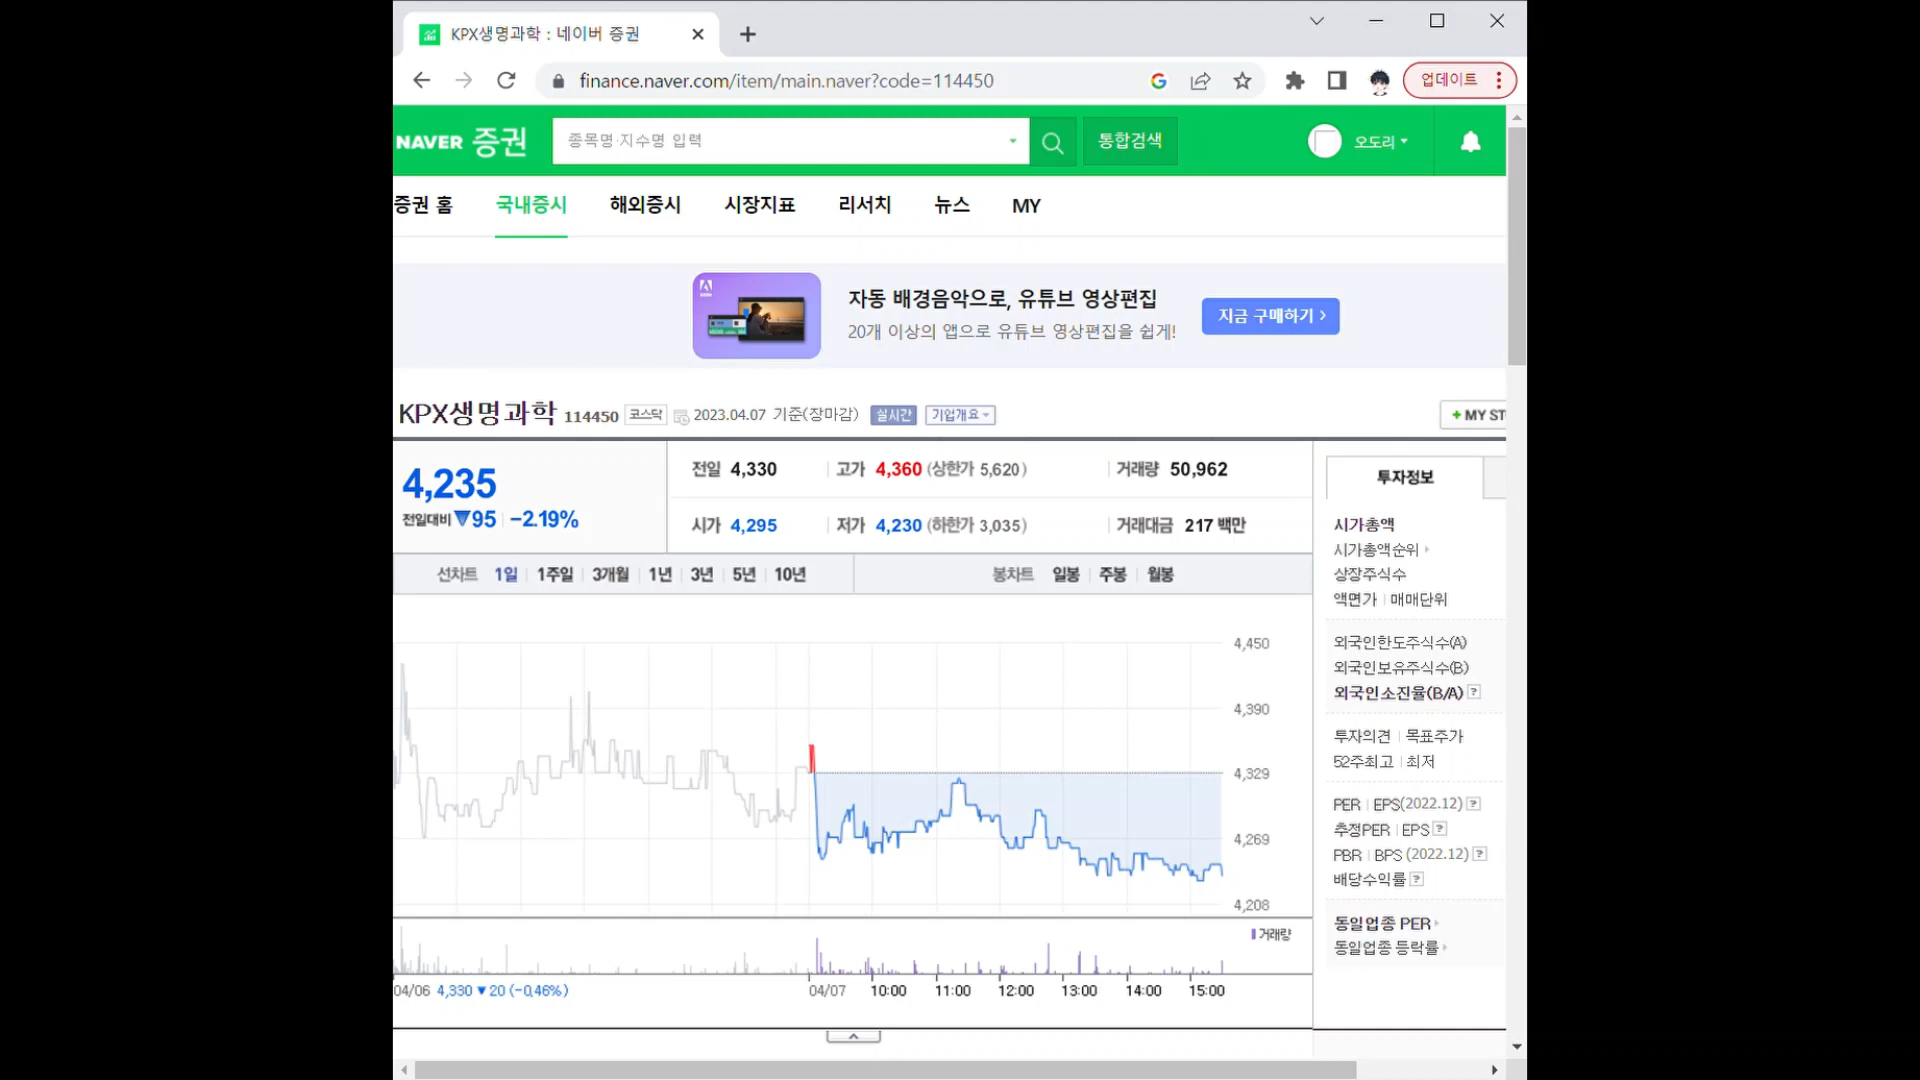 KPX생명과학 : 네이버 증권
finance.naver.com/item/main.naver?code=114450
업데이트
NAVER 증권
종목명·지수명 입력
통합검색
오도리
증권 홈 국내증시 해외증시 시장지표 리서치 뉴스 MY
자동 배경음악으로, 유튜브 영상편집
20개 이상의 앱으로 유튜브 영상편집을 쉽게!
지금 구매하기
KPX생명과학 114450 코스닥 2023.04.07 기준(장마감) 실시간 기업개요
+ MY ST
4,235
전일대비 ▼95 -2.19%
전일 4,330 고가 4,360 (상한가 5,620) 거래량 50,962
시가 4,295 저가 4,230 (하한가 3,035) 거래대금 217 백만
선차트 1일 1주일 3개월 1년 3년 5년 10년 봉차트 일봉 주봉 월봉
4,450
4,390
4,329
4,269
4,208
거래량
04/06 4,330 ▼ 20 (-0.46%) 04/07 10:00 11:00 12:00 13:00 14:00 15:00
투자정보
시가총액
시가총액순위
상장주식수
액면가 매매단위
외국인한도주식수(A)
외국인보유주식수(B)
외국인소진율(B/A) ?
투자의견 목표주가
52주최고 최저
PER EPS(2022.12) ?
추정PER EPS ?
PBR BPS (2022.12) ?
배당수익률 ?
동일업종 PER
동일업종 등락률